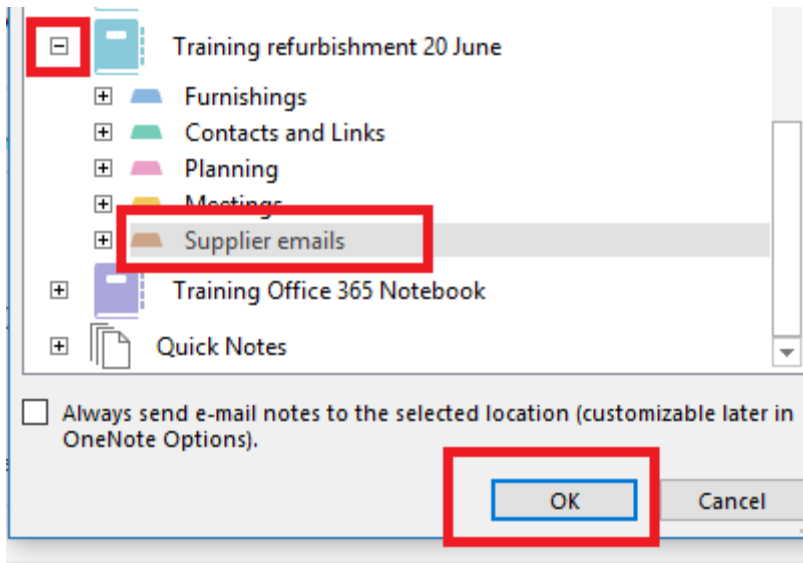 Training refurbishment 20 June
Furnishings
Contacts and Links
Planning
Meetings
Supplier emails
Training Office 365 Notebook
Quick Notes
Always send e-mail notes to the selected location (customizable later in
OneNote Options).
OK Cancel